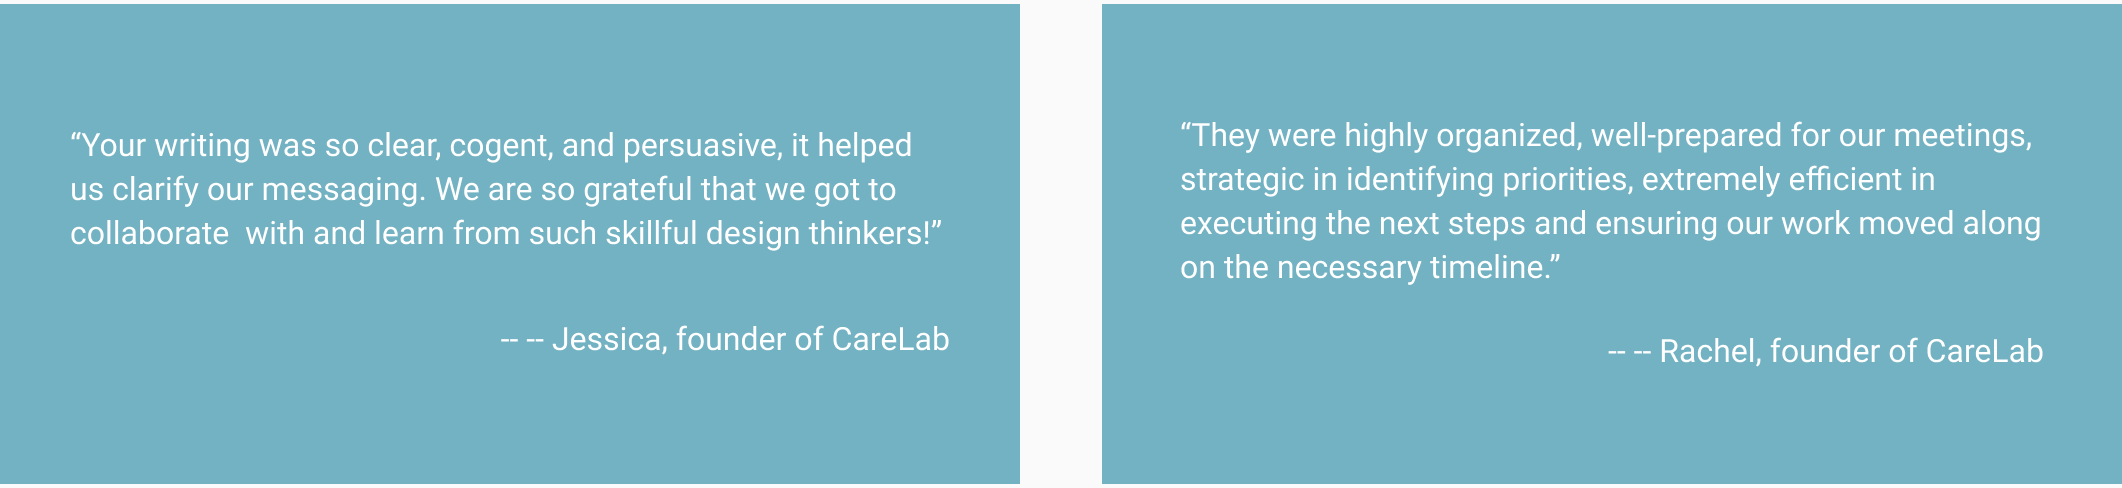 “Your writing was so clear, cogent, and persuasive, it helped
us clarify our messaging. We are so grateful that we got to
collaborate  with and learn from such skillful design thinkers!”
-- -- Jessica, founder of CareLab
“They were highly organized, well-prepared for our meetings,
strategic in identifying priorities, extremely efficient in
executing the next steps and ensuring our work moved along
on the necessary timeline.”
-- -- Rachel, founder of CareLab